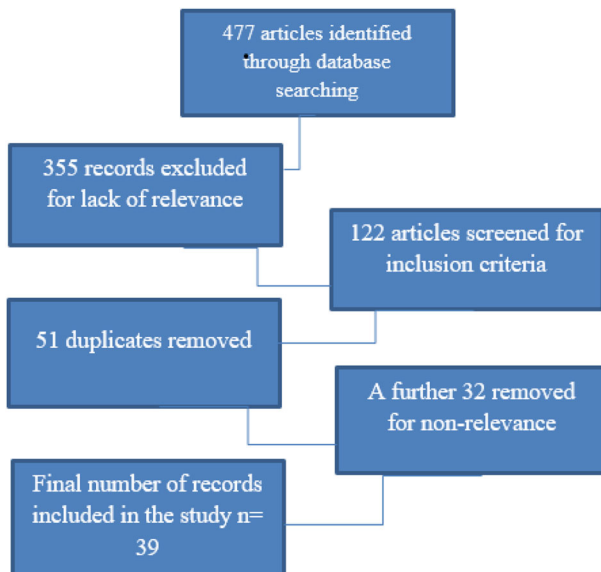 477 articles identified
through database
searching
355 records excluded
for lack of relevance
122 articles screened for
inclusion criteria
51 duplicates removed
A further 32 removed
for non-relevance
Final number of records
included in the study n=
39